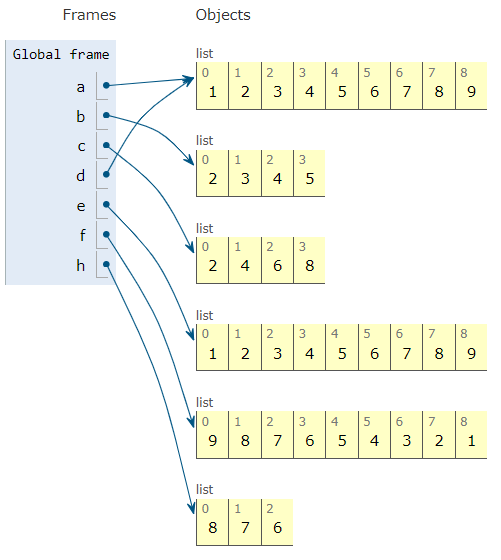 Frames Objects
Global frame
a
b
c
d
e
f
h
list
0 1 2 3 4 5 6 7 8
1 2 3 4 5 6 7 8 9
list
0 1 2 3
2 3 4 5
list
0 1 2 3
2 4 6 8
list
0 1 2 3 4 5 6 7 8
1 2 3 4 5 6 7 8 9
list
0 1 2 3 4 5 6 7 8
9 8 7 6 5 4 3 2 1
list
0 1 2
8 7 6